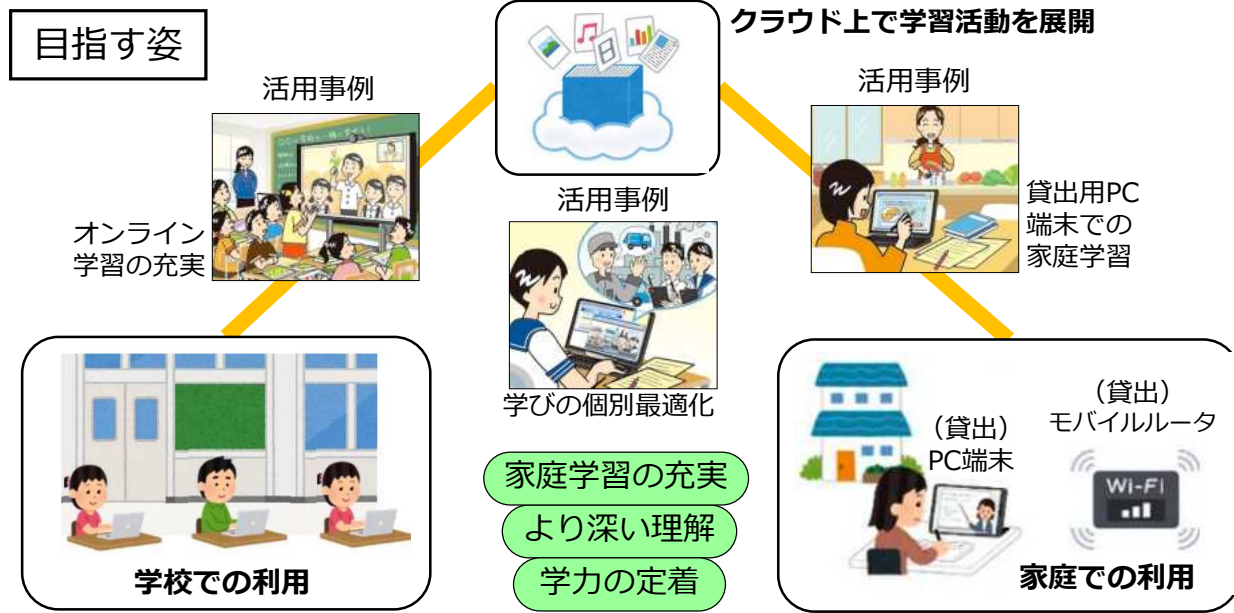 目指す姿
クラウド上で学習活動を展開
活用事例
オンライン
学習の充実
活用事例
学びの個別最適化
活用事例
貸出用PC
端末での
家庭学習
学校での利用
家庭学習の充実
より深い理解
学力の定着
（貸出）
PC端末
（貸出）
モバイルルータ
Wi-Fi
家庭での利用